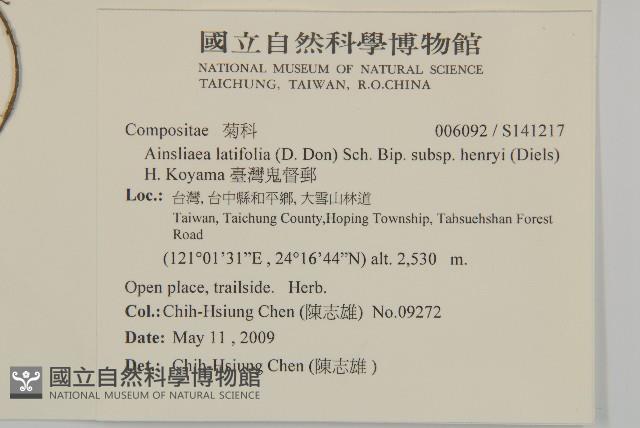 國立自然科學博物館
NATIONAL MUSEUM OF NATURAL SCIENCE
TAICHUNG, TAIWAN, R.O.CHINA
Compositae 菊科 006092 / S141217
Ainsliaea latifolia (D. Don) Sch. Bip. subsp. henryi (Diels)
H. Koyama 臺灣鬼督郵
Loc.: 台灣, 台中縣和平鄉, 大雪山林道
Taiwan, Taichung County,Hoping Township, Tahsuehshan Forest
Road
(121°01’31”E , 24°16’44”N) alt. 2,530 m.
Open place, trailside. Herb.
Col.: Chih-Hsiung Chen (陳志雄) No.09272
Date: May 11 , 2009
Det.: Chih-Hsiung Chen (陳志雄 )
國立自然科學博物館
NATIONAL MUSEUM OF NATURAL SCIENCE